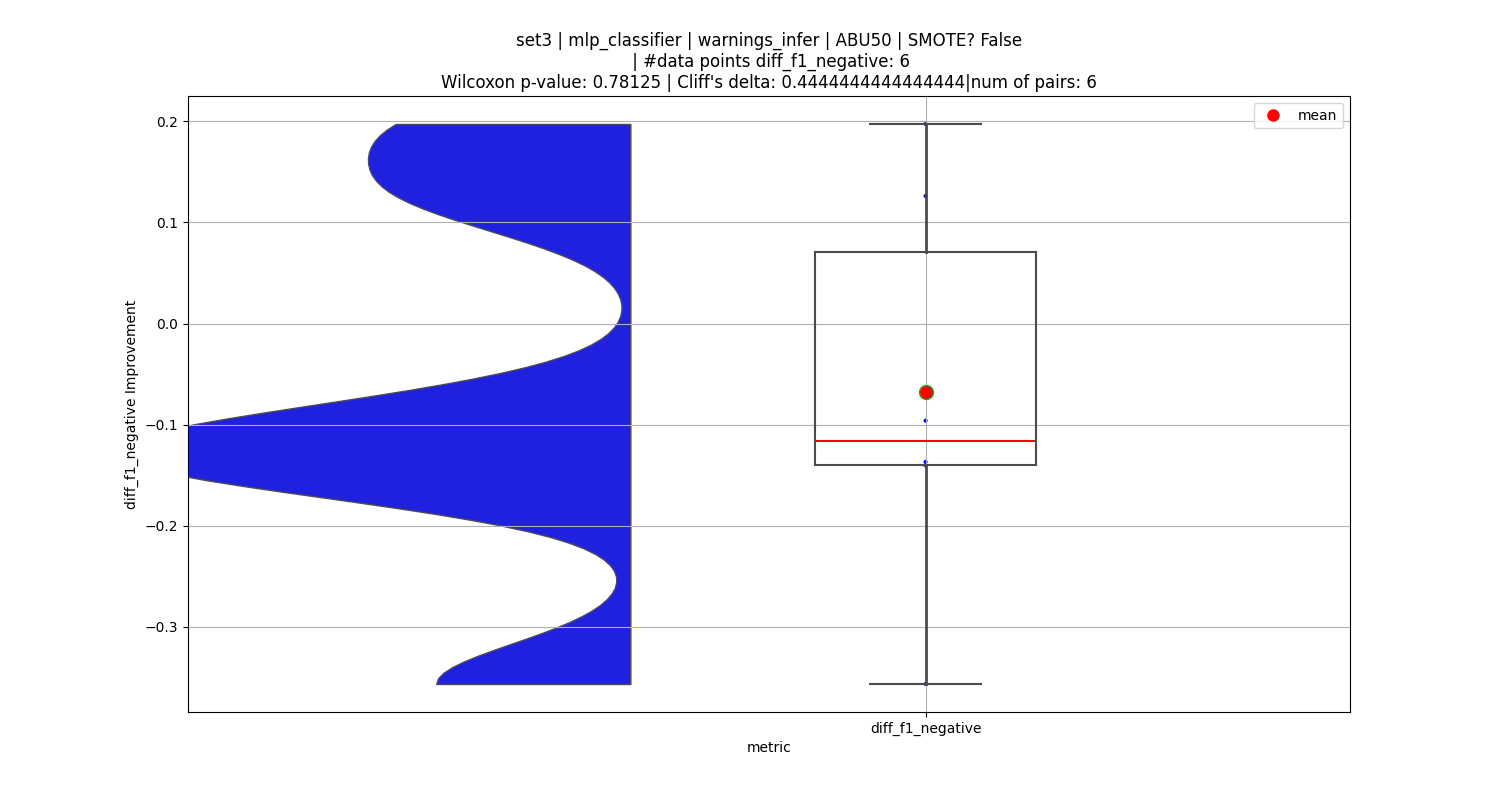 set3 | mlp_classifier | warnings_infer | ABU50 | SMOTE? False
| #data points diff_f1_negative: 6
Wilcoxon p-value: 0.78125 | Cliff's delta: 0.4444444444444444|num of pairs: 6
mean
0.2
0.1
0.0
−0.1
−0.2
−0.3
diff_f1_negative Improvement
diff_f1_negative
metric